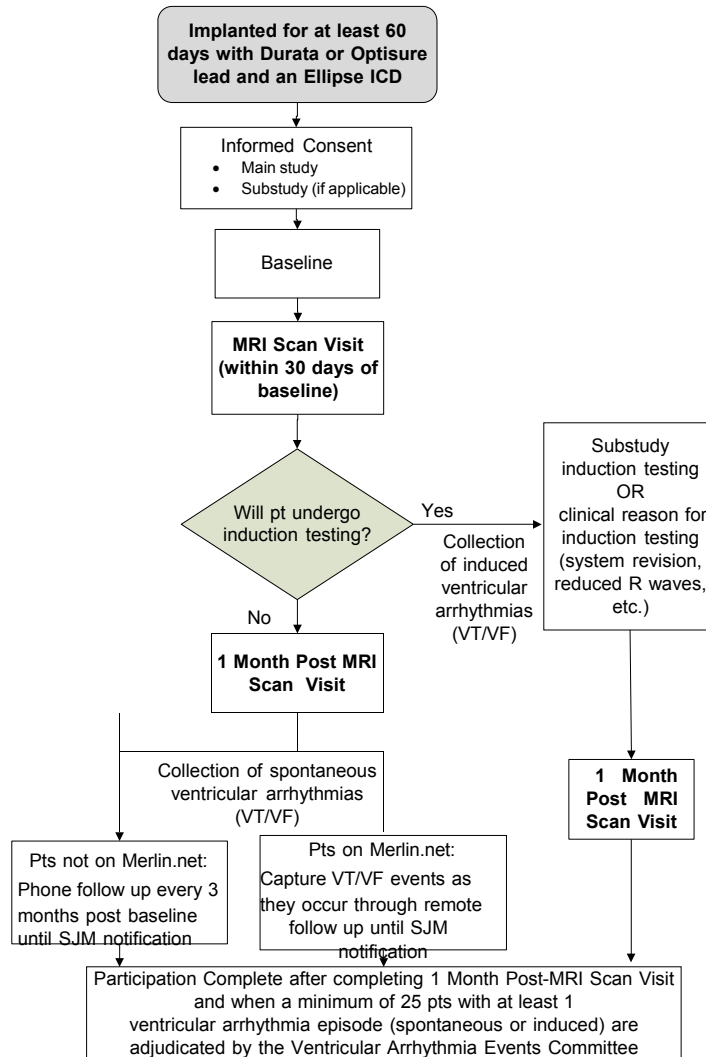 Implanted for at least 60
days with Durata or Optisure
lead and an Ellipse ICD
Informed Consent
• Main study
• Substudy (if applicable)
Baseline
MRI Scan Visit
(within 30 days of
baseline)
Will pt undergo
induction testing?
Yes
Collection
of induced
ventricular
arrhythmias
(VT/VF)
Substudy
induction testing
OR
clinical reason for
induction testing
(system revision,
reduced R waves,
etc.)
No
1 Month Post MRI
Scan Visit
Collection of spontaneous
ventricular arrhythmias
(VT/VF)
1 Month
Post MRI
Scan Visit
Pts not on Merlin.net:
Phone follow up every 3
months post baseline
until SJM notification
Pts on Merlin.net:
Capture VT/VF events as
they occur through remote
follow up until SJM
notification
Participation Complete after completing 1 Month Post-MRI Scan Visit
and when a minimum of 25 pts with at least 1
ventricular arrhythmia episode (spontaneous or induced) are
adjudicated by the Ventricular Arrhythmia Events Committee